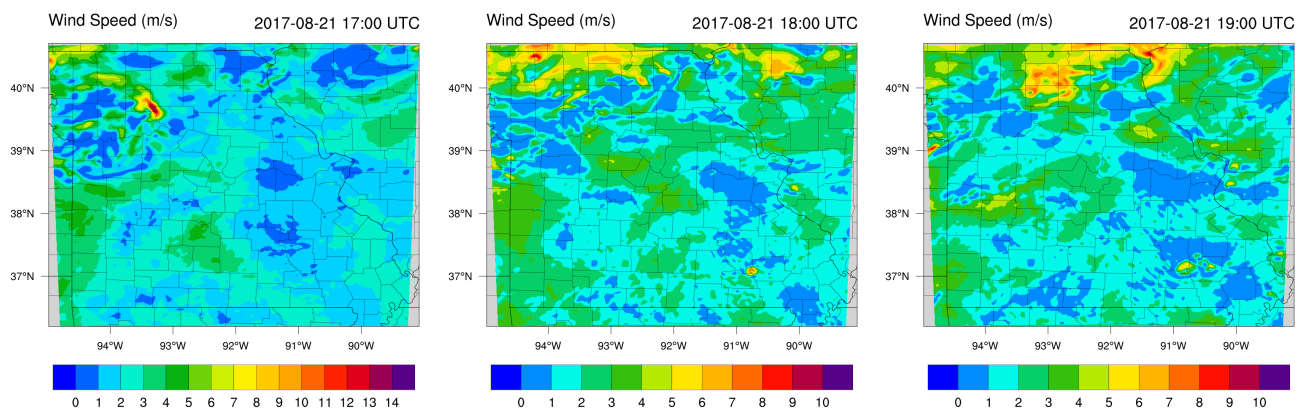 Wind Speed (m/s) 2017-08-21 17:00 UTC
40°N
39°N
38°N
37°N
94°W 93°W 92°W 91°W 90°W
0 1 2 3 4 5 6 7 8 9 10 11 12 13 14
Wind Speed (m/s) 2017-08-21 18:00 UTC
40°N
39°N
38°N
37°N
94°W 93°W 92°W 91°W 90°W
0 1 2 3 4 5 6 7 8 9 10
Wind Speed (m/s) 2017-08-21 19:00 UTC
40°N
39°N
38°N
37°N
94°W 93°W 92°W 91°W 90°W
0 1 2 3 4 5 6 7 8 9 10